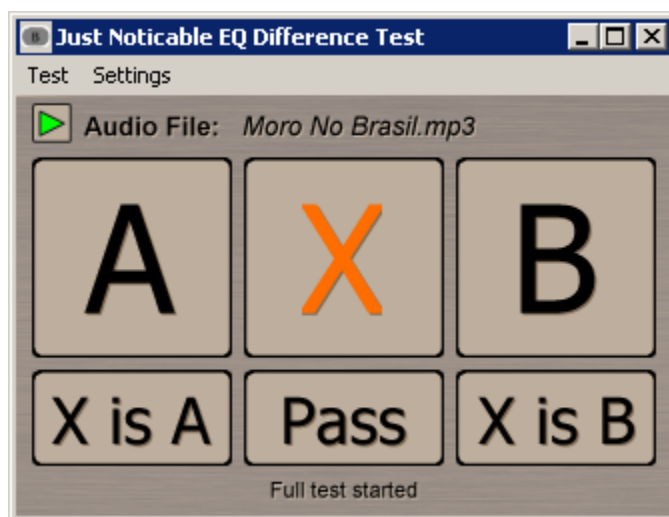 Just Noticable EQ Difference Test
Test Settings
Audio File: Moro No Brasil.mp3
A X B
X is A Pass X is B
Full test started